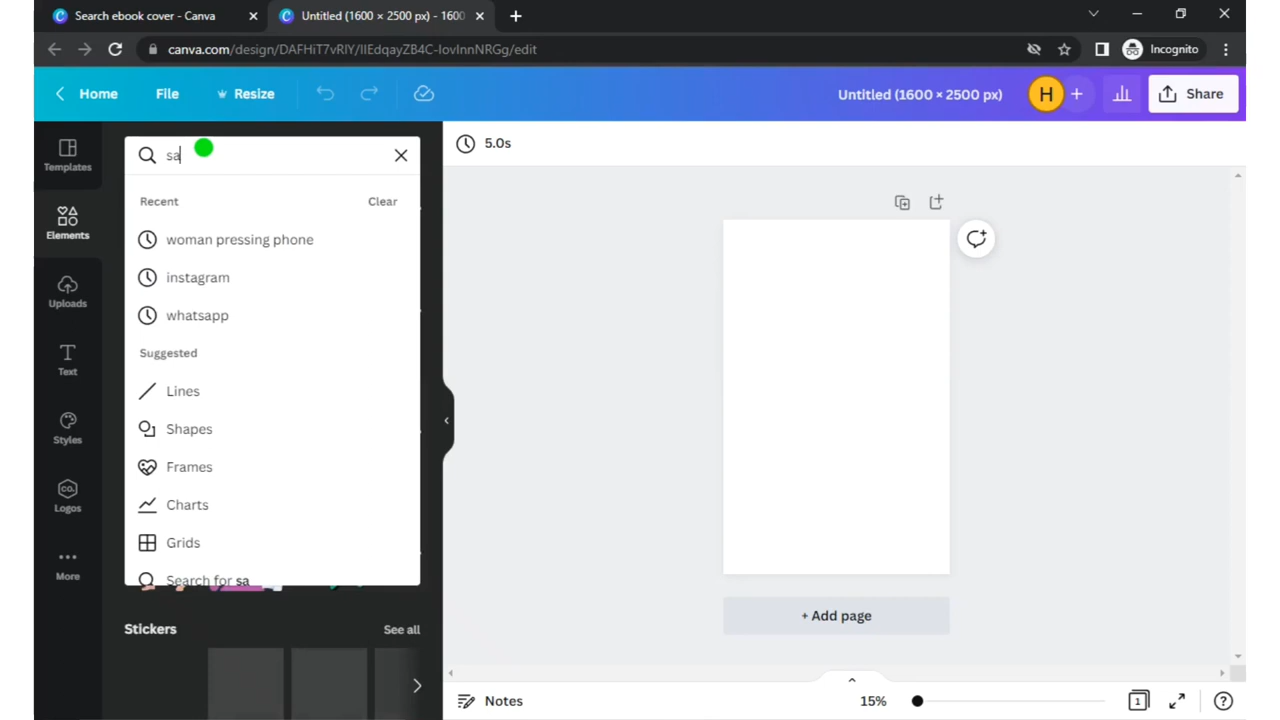 Search ebook cover - Canva
Untitled (1600 × 2500 px) - 1600
canva.com/design/DAFHiT7vRlY/IIEdqayZB4C-IovInnNRGg/edit
Incognito
Home
File
Resize
Untitled (1600 × 2500 px)
H
Share
Templates
Elements
Uploads
Text
Styles
CO.
Logos
More
sa
Recent
Clear
woman pressing phone
instagram
whatsapp
Suggested
Lines
Shapes
Frames
Charts
Grids
Search for sa
Stickers
See all
5.0s
+ Add page
Notes
15%
1